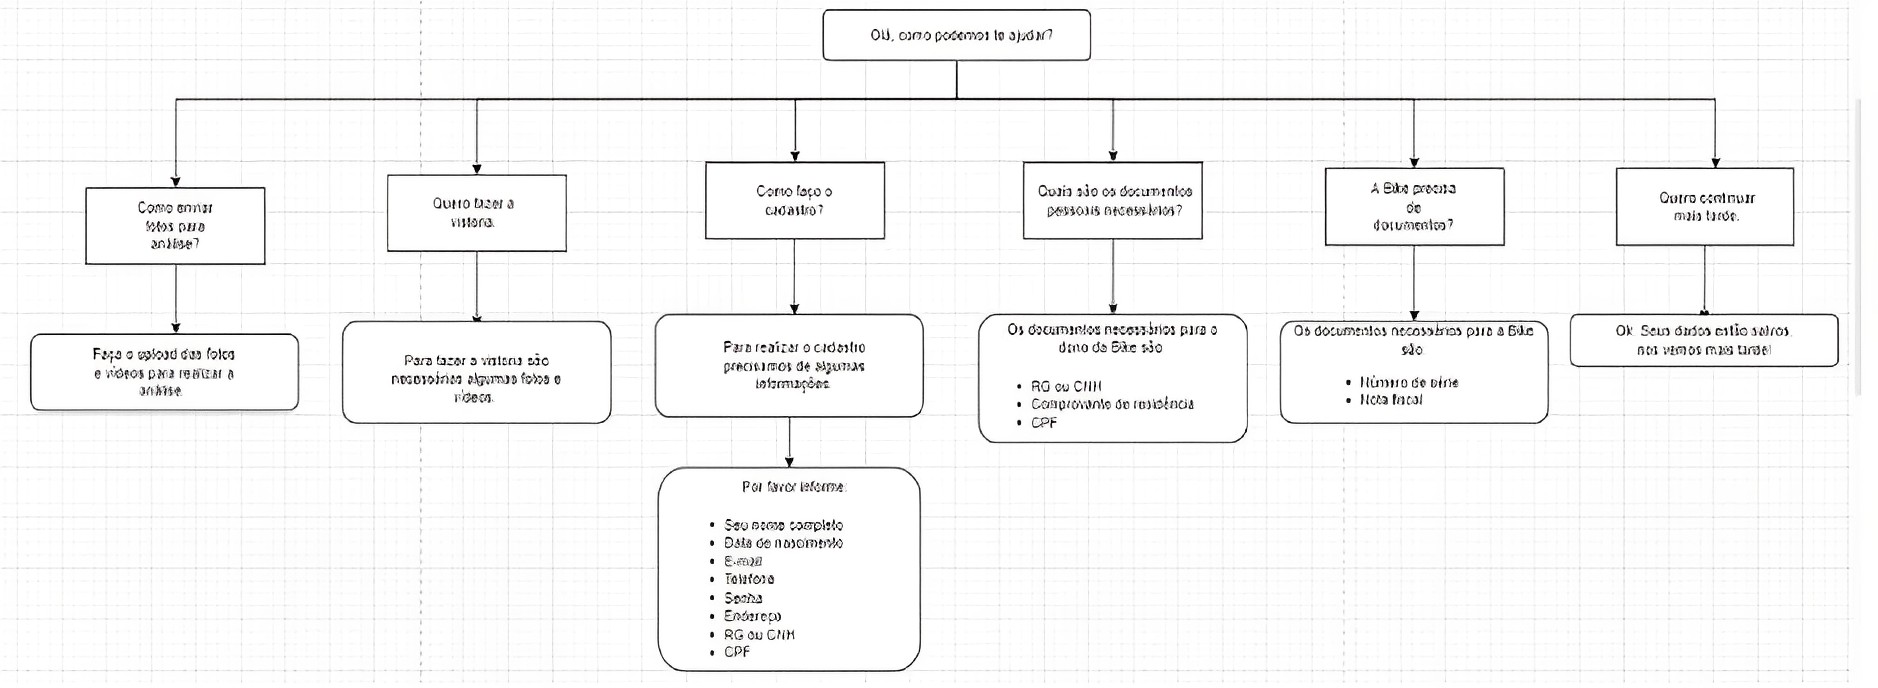 Olá, como podemos te ajudar?
Como enviar
fotos para
análise?
Quero fazer a
vistoria.
Como faço o
cadastro?
Quais são os documentos
pessoais necessários?
A Bike precisa
de
documentos?
Quero continuar
mais tarde.
Faça o upload das fotos
e vídeos para realizar a
análise.
Para fazer a vistoria são
necessárias algumas fotos e
vídeos.
Para realizar o cadastro
precisamos de algumas
informações.
Os documentos necessários para o
dono da Bike são
• RG ou CNH
• Comprovante de residência
• CPF
Os documentos necessários para a Bike
são
• Número de série
• Nota fiscal
Ok. Seus dados estão salvos,
nos vemos mais tarde!
Por favor informe:
• Seu nome completo
• Data de nascimento
• E-mail
• Telefone
• Senha
• Endereço
• RG ou CNH
• CPF